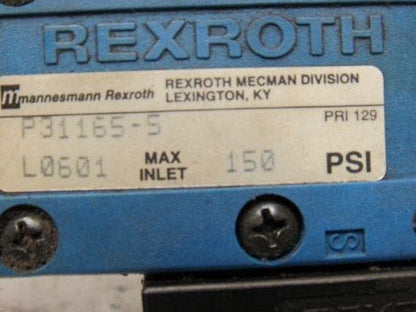 REXROTH
mannesmann Rexroth REXROTH MECMAN DIVISION
LEXINGTON, KY
P31165-5 PRI 129
L0601 MAX INLET 150 PSI
S